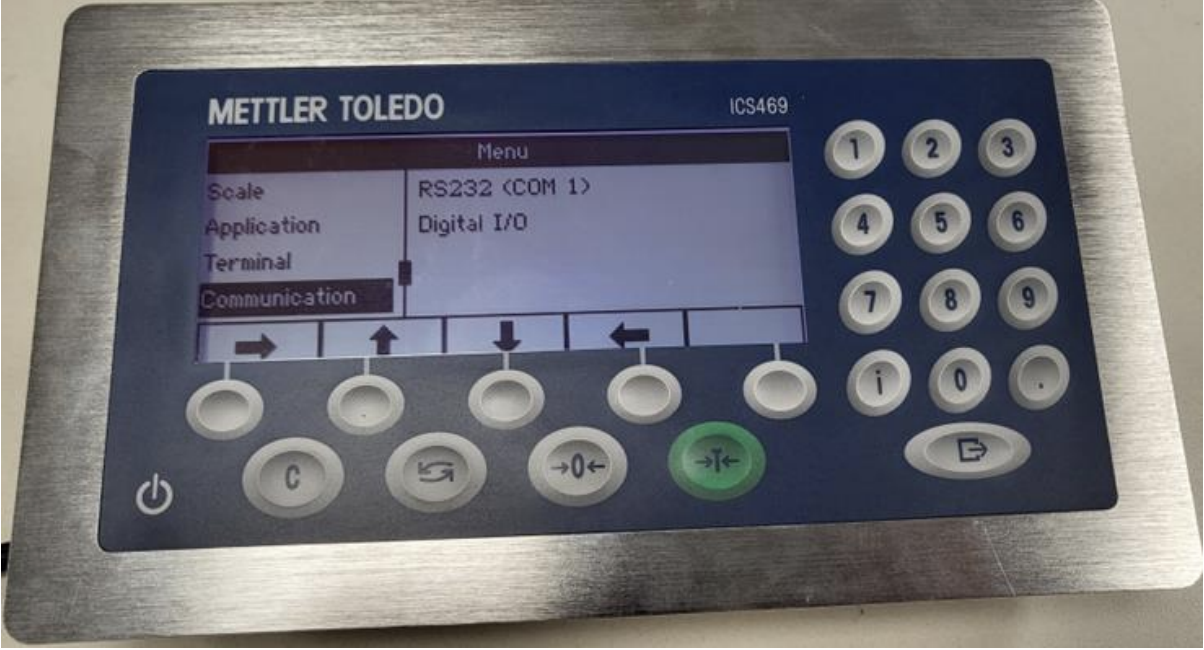 METTLER TOLEDO
ICS469
Menu
Scale
RS232 (COM 1)
Application
Digital I/O
Terminal
Communication
1 2 3
4 5 6
7 8 9
i 0 .
C
→0←
→T←